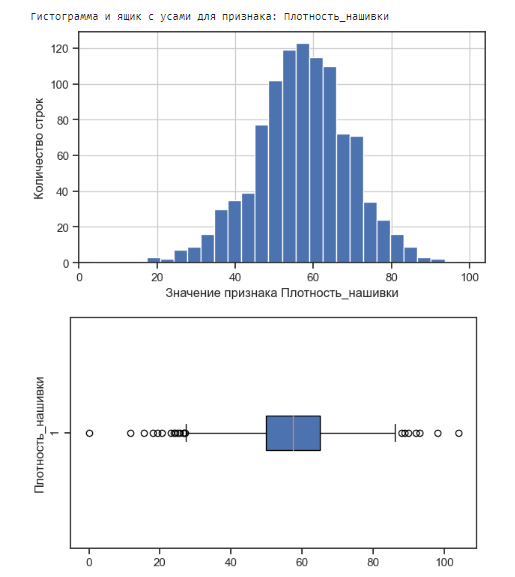 Гистограмма и ящик с усами для признака: Плотность_нашивки
120
100
80
60
40
20
0
Количество строк
0 20 40 60 80 100
Значение признака Плотность_нашивки
Плотность_нашивки
1
0 20 40 60 80 100